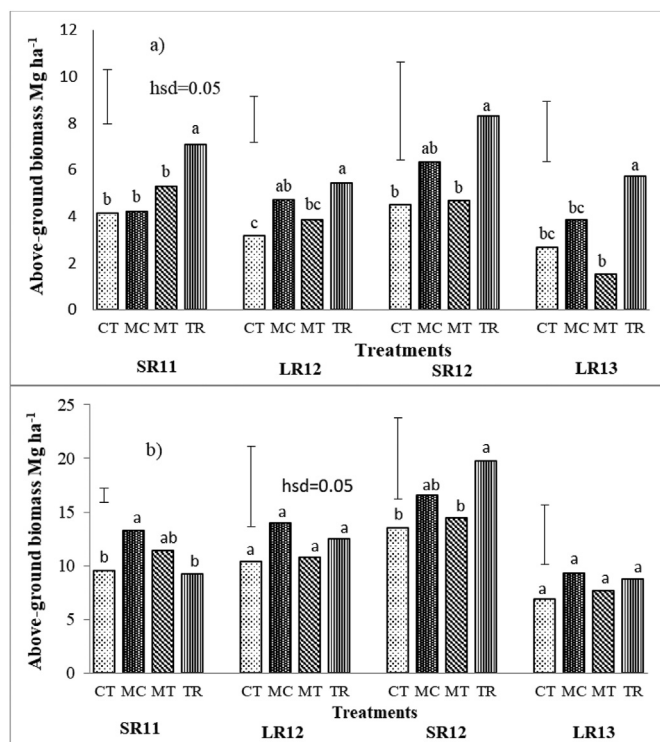 Above-ground biomass Mg ha-1
12
10
8
6
4
2
0
a)
hsd=0.05
b b b a
c ab bc a
b ab b a
bc bc b a
CT MC MT TR CT MC MT TR CT MC MT TR CT MC MT TR
Treatments
SR11 LR12 SR12 LR13
Above-ground biomass Mg ha-1
25
20
15
10
5
0
b)
hsd=0.05
b a ab b
a a a a
b ab b a
a a a a
CT MC MT TR CT MC MT TR CT MC MT TR CT MC MT TR
Treatments
SR11 LR12 SR12 LR13